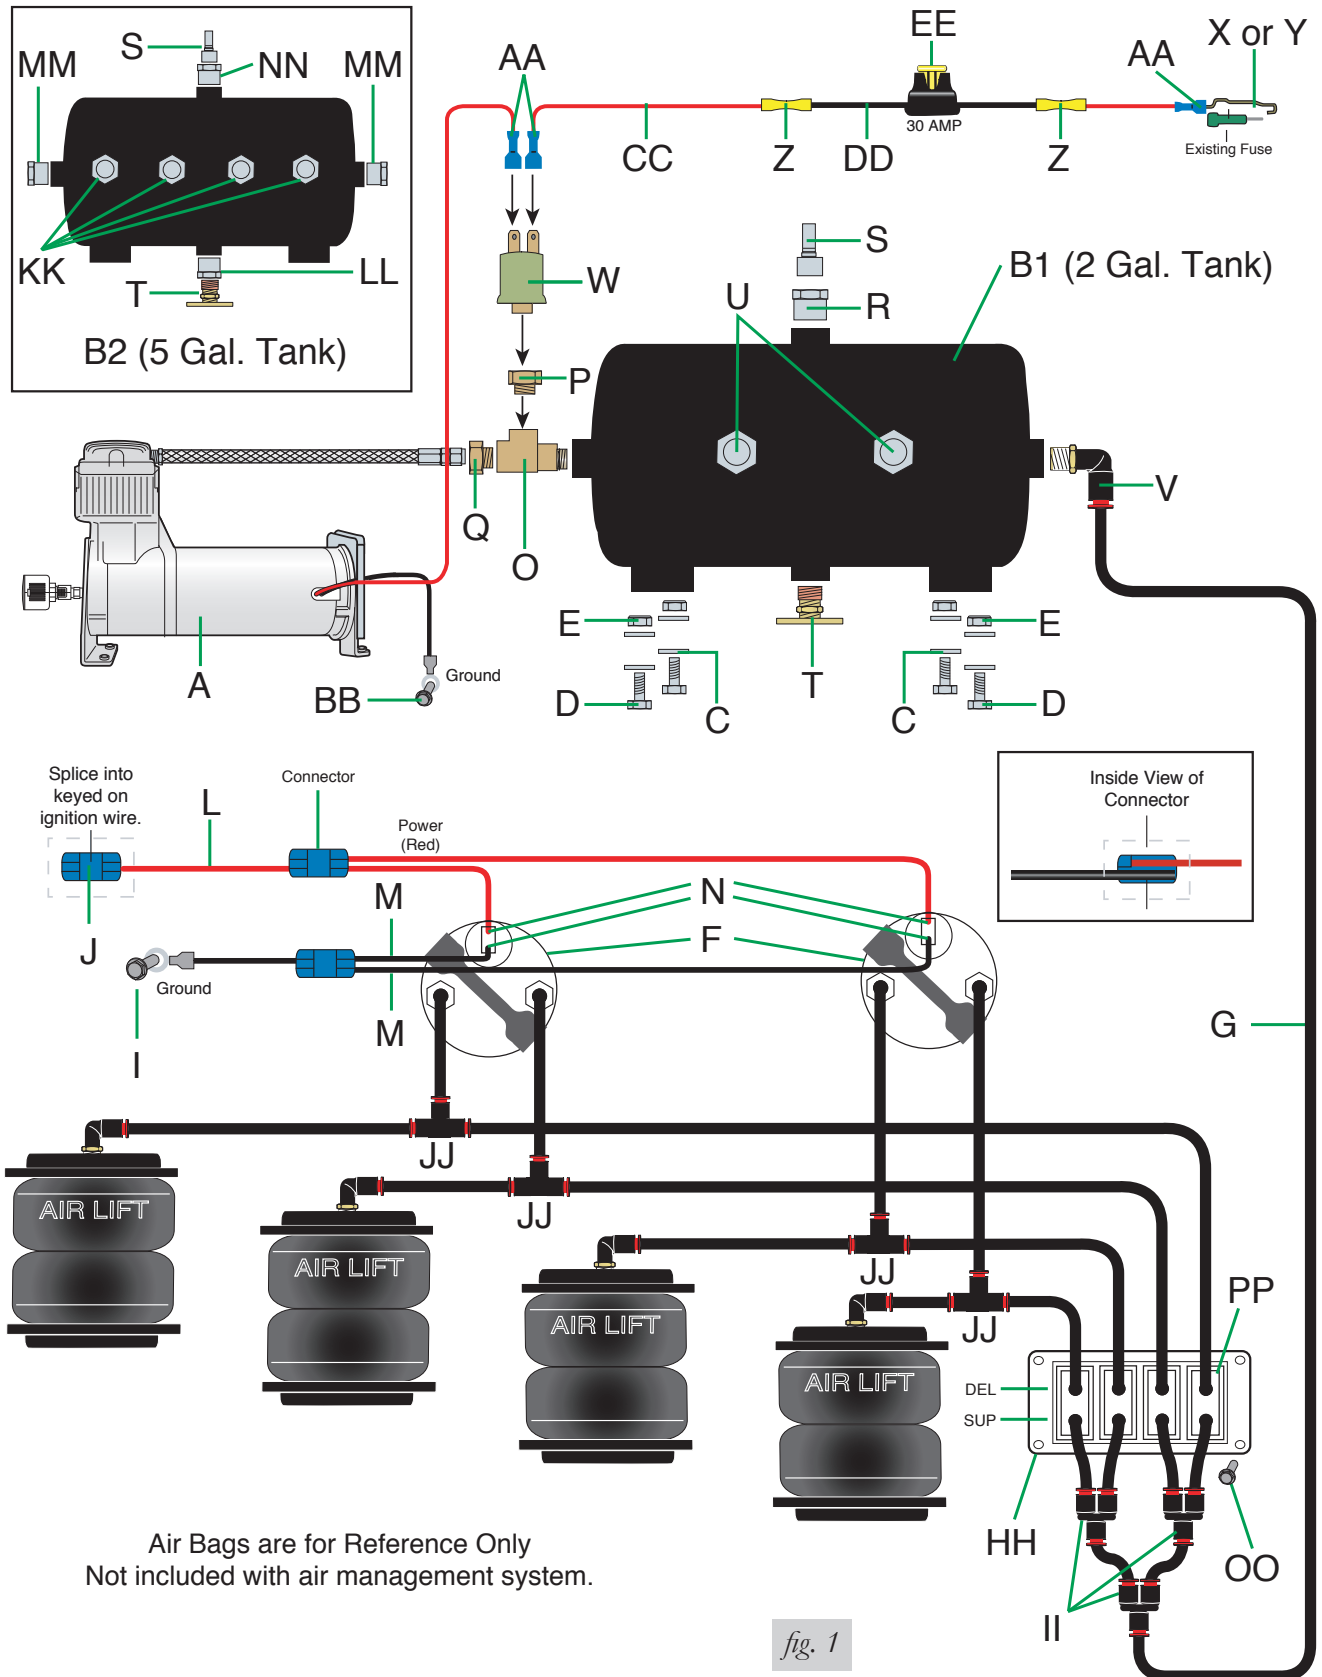 S
MM
NN
MM
KK
T
LL
B2 (5 Gal. Tank)
AA
EE
30 AMP
AA
X or Y
CC
Z
DD
Z
Existing Fuse
W
S
R
U
B1 (2 Gal. Tank)
P
Q
O
V
A
BB
Ground
E
E
D
C
T
C
D
Splice into
keyed on
ignition wire.
L
Connector
Power
(Red)
Inside View of
Connector
J
M
N
F
Ground
I
M
G
JJ
JJ
JJ
JJ
AIR LIFT
AIR LIFT
AIR LIFT
AIR LIFT
PP
DEL
SUP
HH
OO
II
Air Bags are for Reference Only
Not included with air management system.
fig. 1